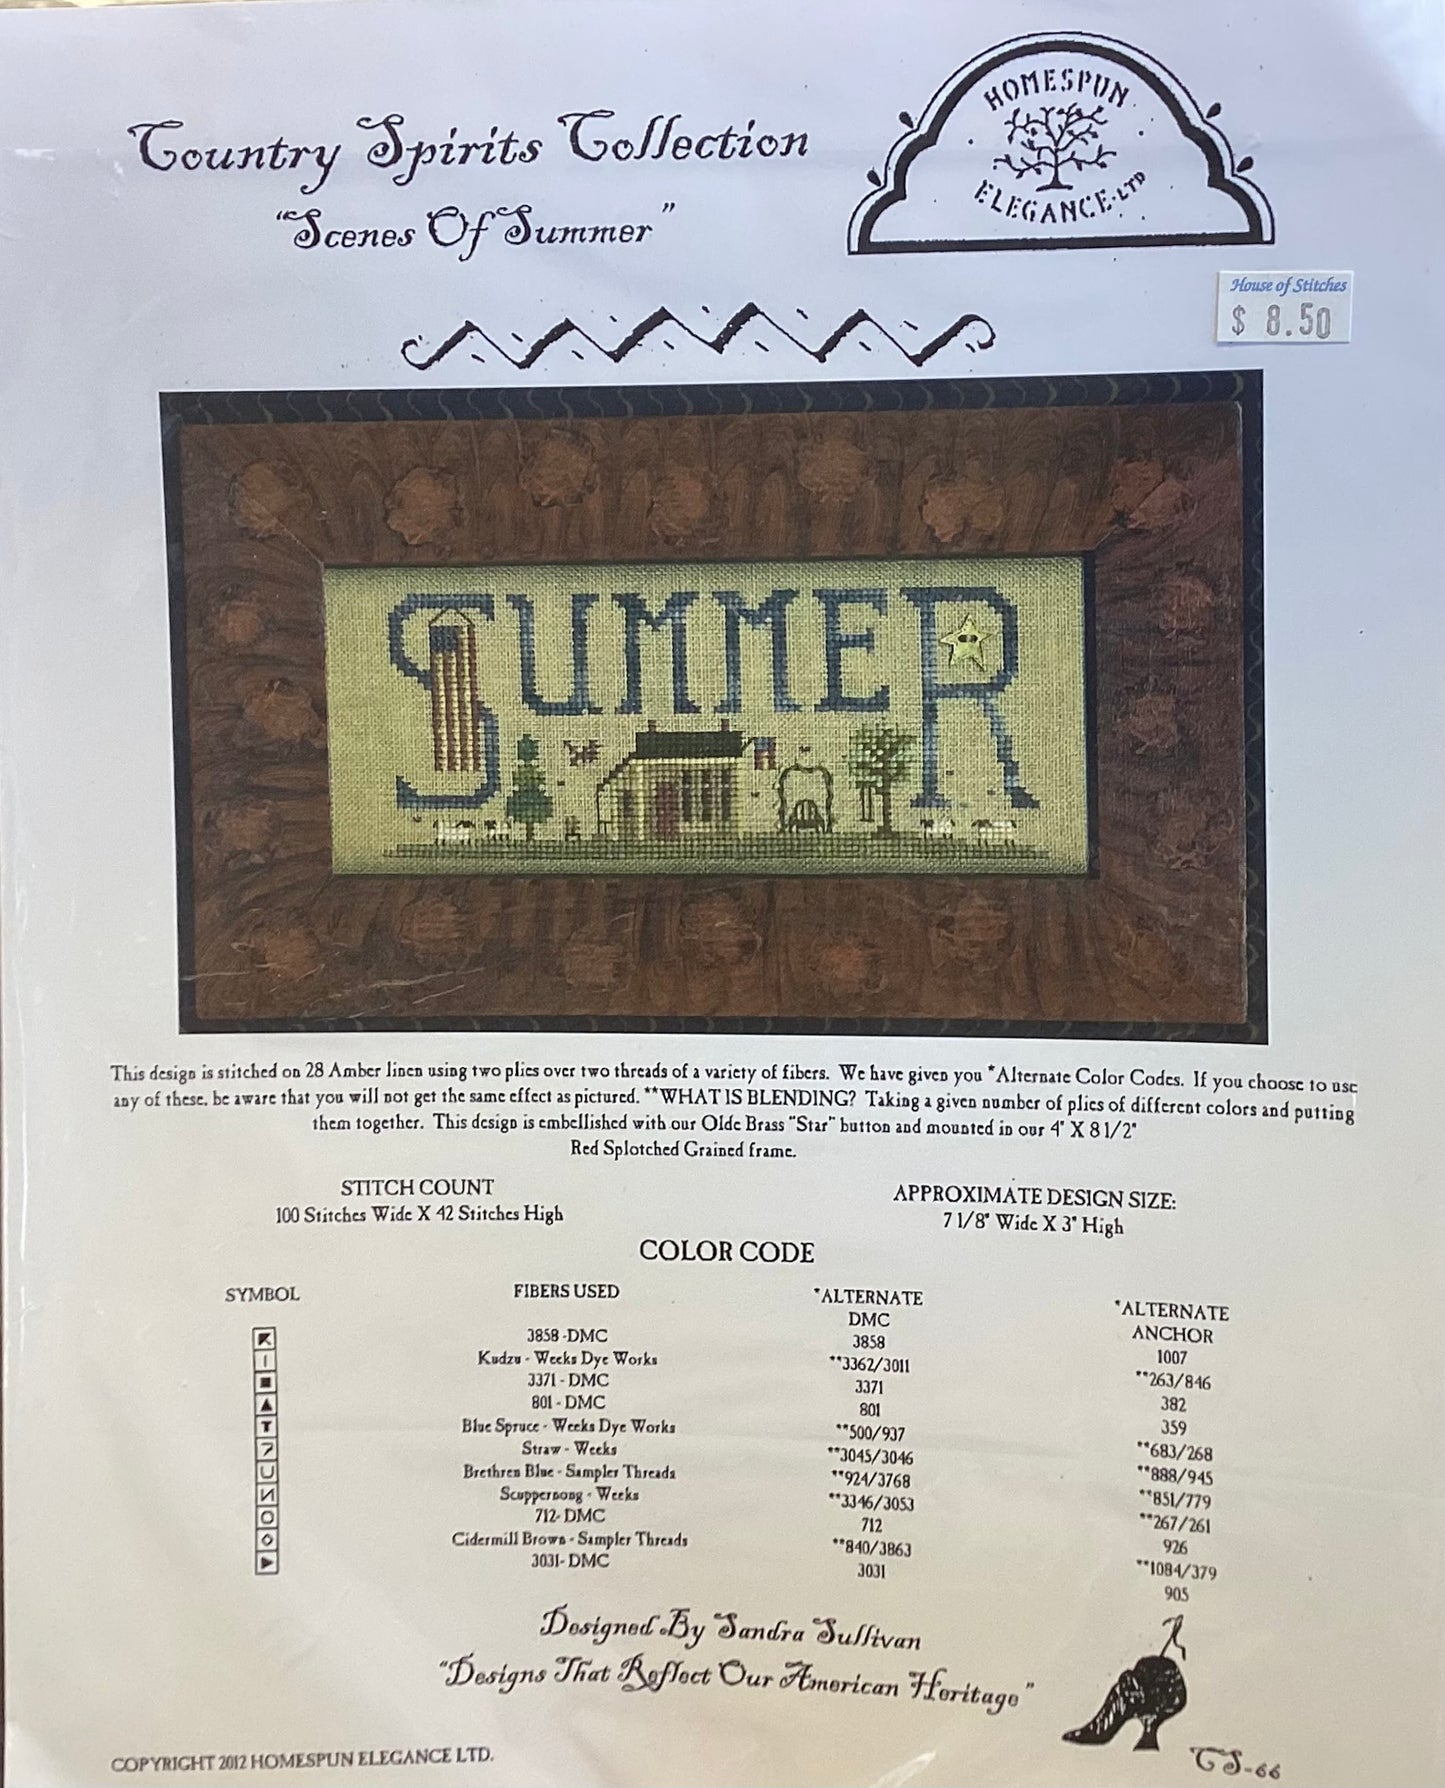 Country Spirits Collection
"Scenes Of Summer"
HOMESPUN
ELEGANCE·LTD
House of Stitches
$ 8.50
SUMMER
This design is stitched on 28 Amber linen using two plies over two threads of a variety of fibers. We have given you *Alternate Color Codes. If you choose to use
any of these, be aware that you will not get the same effect as pictured. **WHAT IS BLENDING? Taking a given number of plies of different colors and putting
them together. This design is embellished with our Olde Brass "Star" button and mounted in our 4" X 8 1/2"
Red Splotched Grained frame.
STITCH COUNT
100 Stitches Wide X 42 Stitches High
APPROXIMATE DESIGN SIZE:
7 1/8" Wide X 3" High
COLOR CODE
SYMBOL FIBERS USED *ALTERNATE *ALTERNATE
DMC ANCHOR
3858 -DMC 3858 1007
Kudzu - Weeks Dye Works **3362/3011 **263/846
3371 - DMC 3371 382
801 - DMC 801 359
Blue Spruce - Weeks Dye Works **500/937 **683/268
Straw - Weeks **3045/3046 **888/945
Brethren Blue - Sampler Threads **924/3768 **851/779
Scuppernong - Weeks **3346/3053 **267/261
712- DMC 712 926
Cidermill Brown - Sampler Threads **840/3863 **1084/379
3031- DMC 3031 905
Designed By Sandra Sullivan
"Designs That Reflect Our American Heritage"
COPYRIGHT 2012 HOMESPUN ELEGANCE LTD.
CS-66